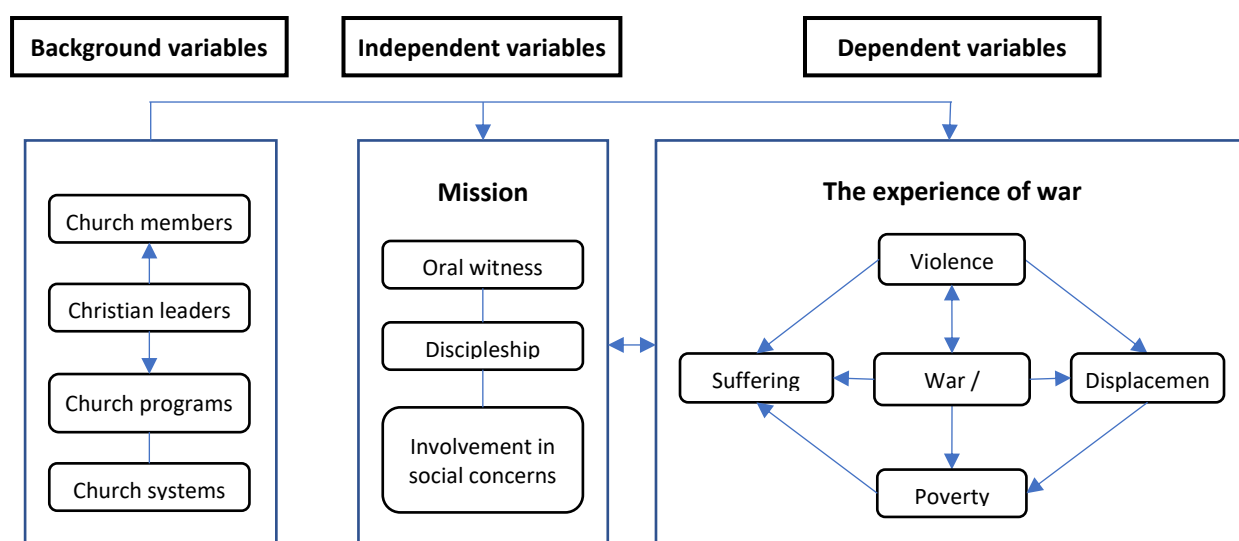 Background variables
Independent variables
Dependent variables
Church members
Christian leaders
Church programs
Church systems
Mission
Oral witness
Discipleship
Involvement in
social concerns
The experience of war
Violence
Suffering
War /
Displacemen
Poverty